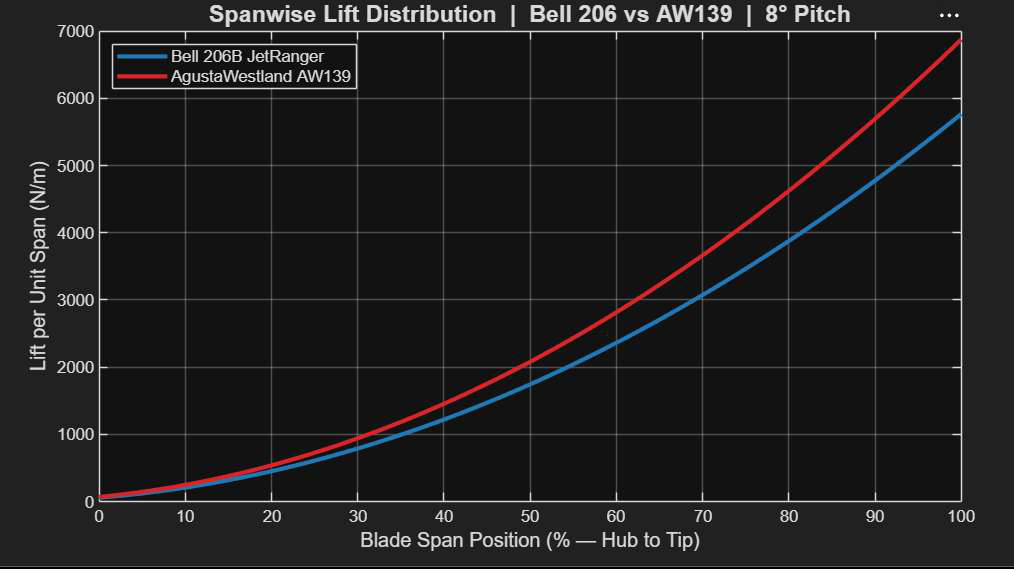 Spanwise Lift Distribution | Bell 206 vs AW139 | 8° Pitch
...
Bell 206B JetRanger
AgustaWestland AW139
Lift per Unit Span (N/m)
7000
6000
5000
4000
3000
2000
1000
0
0 10 20 30 40 50 60 70 80 90 100
Blade Span Position (% — Hub to Tip)